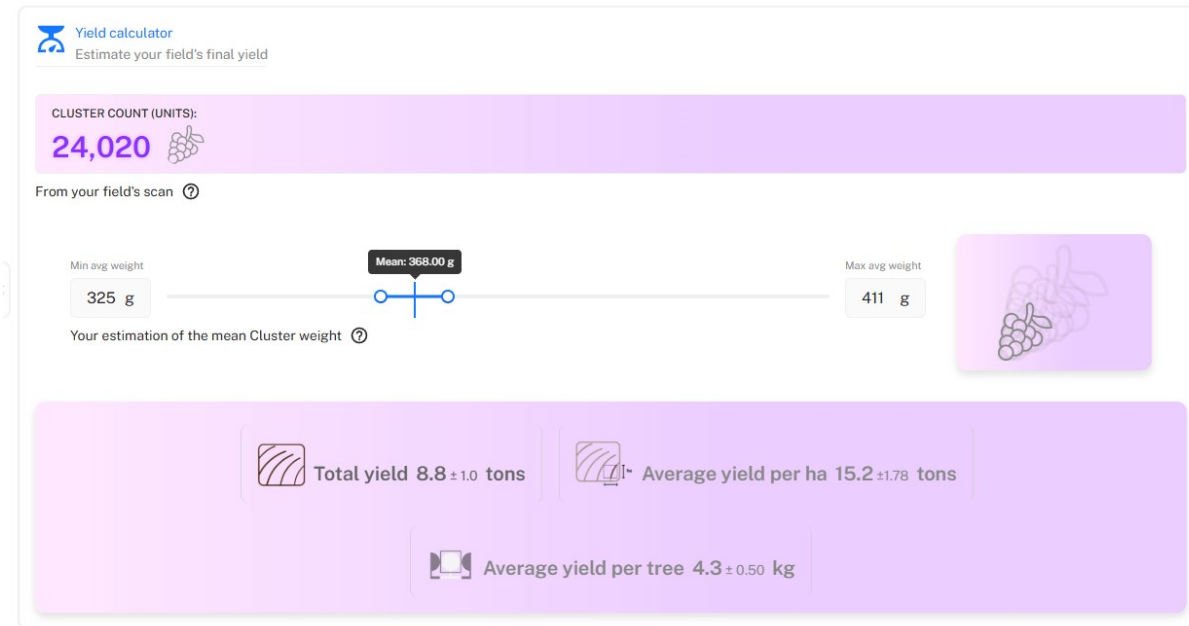 Yield calculator
Estimate your field's final yield
CLUSTER COUNT (UNITS):
24,020
From your field's scan
Mean: 368.00 g
Min avg weight
Max avg weight
325 g
411 g
Your estimation of the mean Cluster weight
Total yield 8.8 ± 1.0 tons
Average yield per ha 15.2 ±1.78 tons
Average yield per tree 4.3 ± 0.50 kg